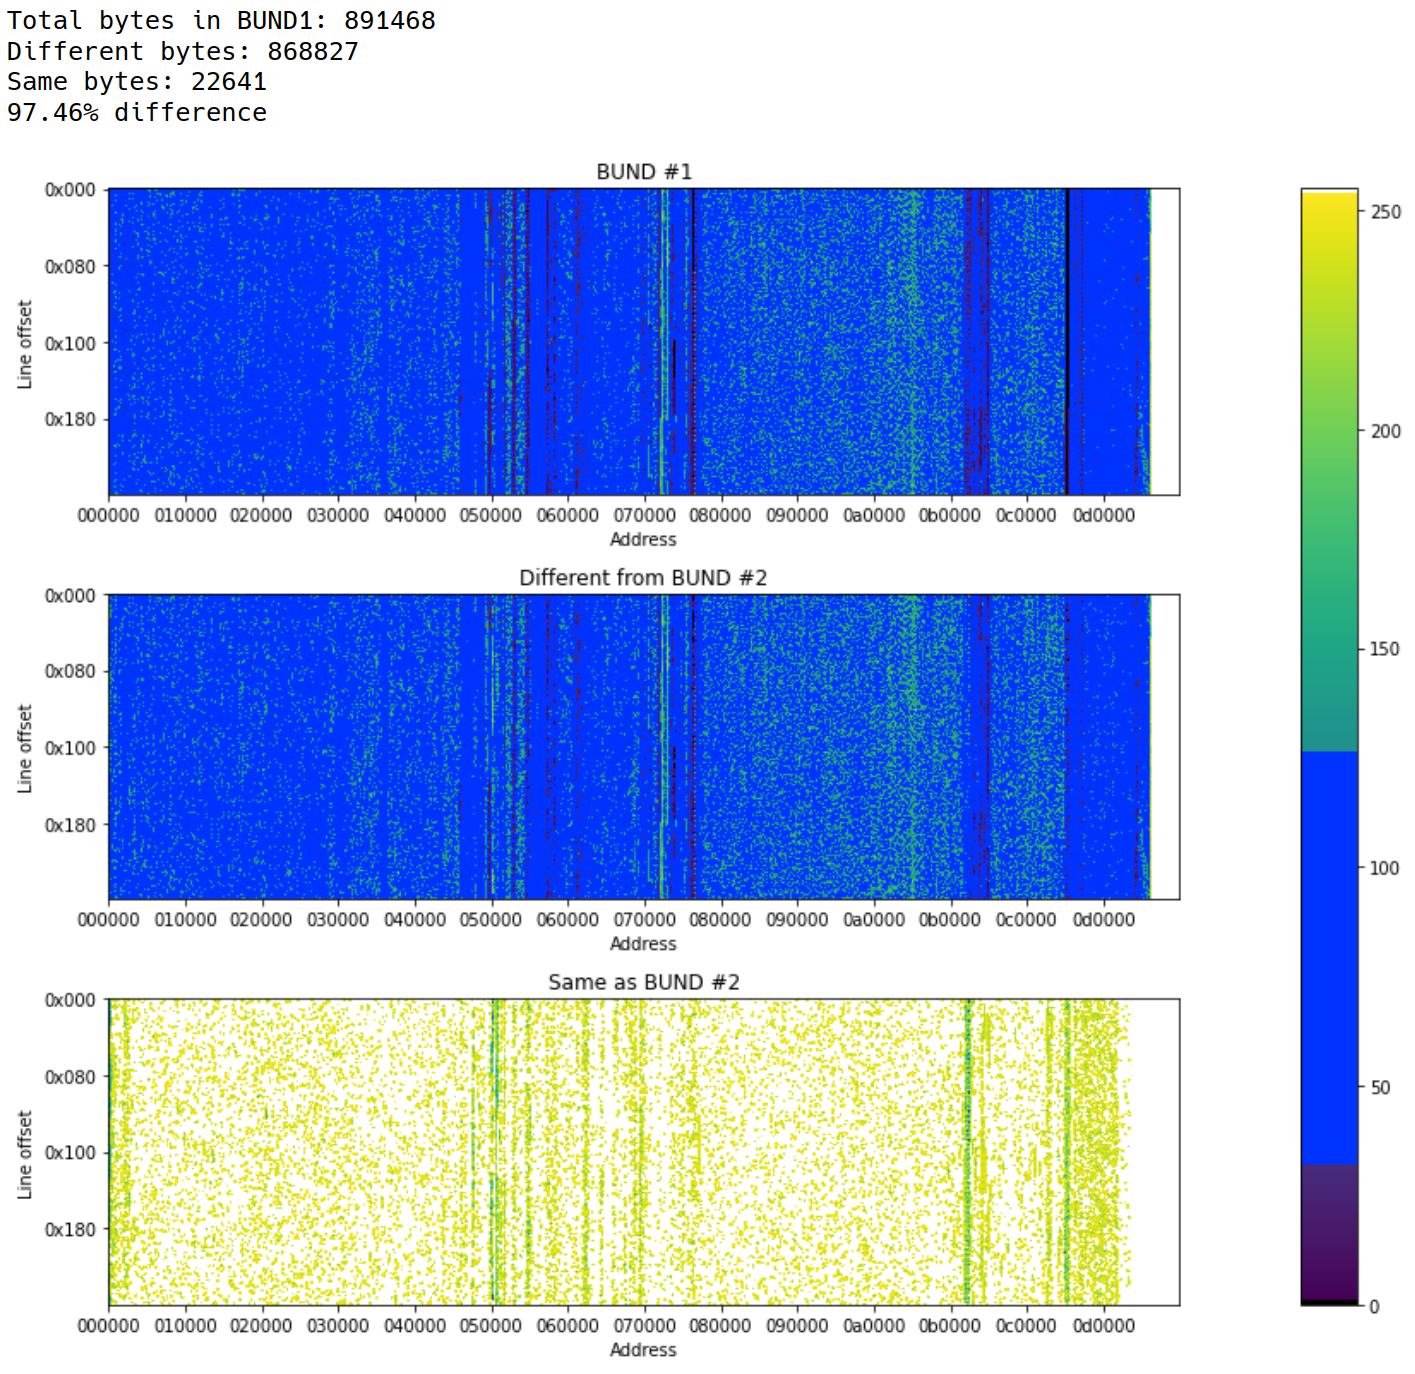 Total bytes in BUND1: 891468
Different bytes: 868827
Same bytes: 22641
97.46% difference
BUND #1
0x000
0x080
0x100
0x180
Line offset
000000 010000 020000 030000 040000 050000 060000 070000 080000 090000 0a0000 0b0000 0c0000 0d0000
Address
Different from BUND #2
0x000
0x080
0x100
0x180
Line offset
000000 010000 020000 030000 040000 050000 060000 070000 080000 090000 0a0000 0b0000 0c0000 0d0000
Address
Same as BUND #2
0x000
0x080
0x100
0x180
Line offset
000000 010000 020000 030000 040000 050000 060000 070000 080000 090000 0a0000 0b0000 0c0000 0d0000
Address
250
200
150
100
50
0